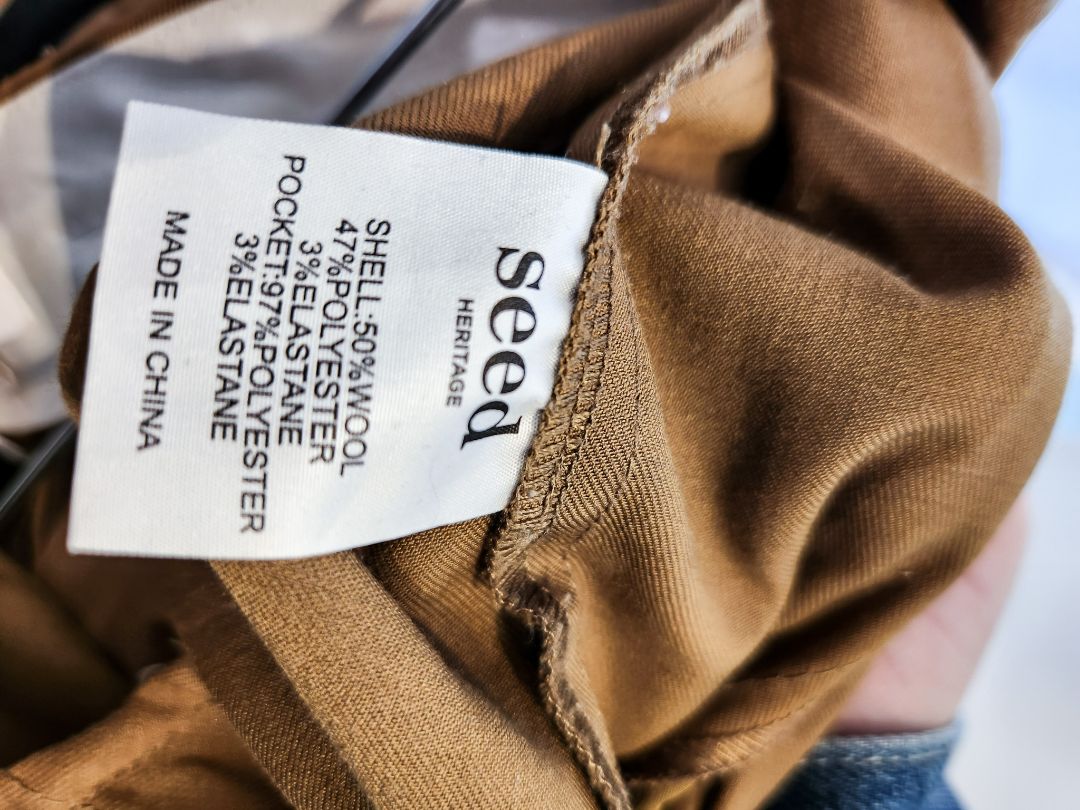 Seed
HERITAGE
SHELL:50%WOOL
47%POLYESTER
3%ELASTANE
POCKET:97%POLYESTER
3%ELASTANE
MADE IN CHINA